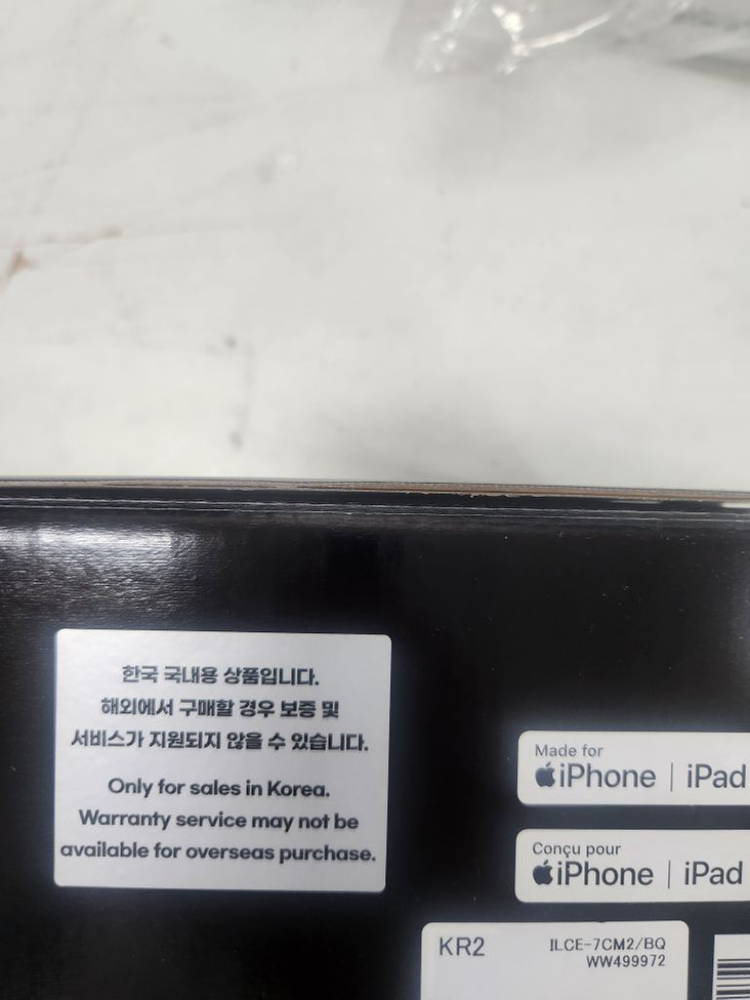 한국 국내용 상품입니다.
해외에서 구매할 경우 보증 및
서비스가 지원되지 않을 수 있습니다.
Only for sales in Korea.
Warranty service may not be
available for overseas purchase.
Made for
iPhone | iPad
Conçu pour
iPhone | iPad
KR2
ILCE-7CM2/BQ
WW499972